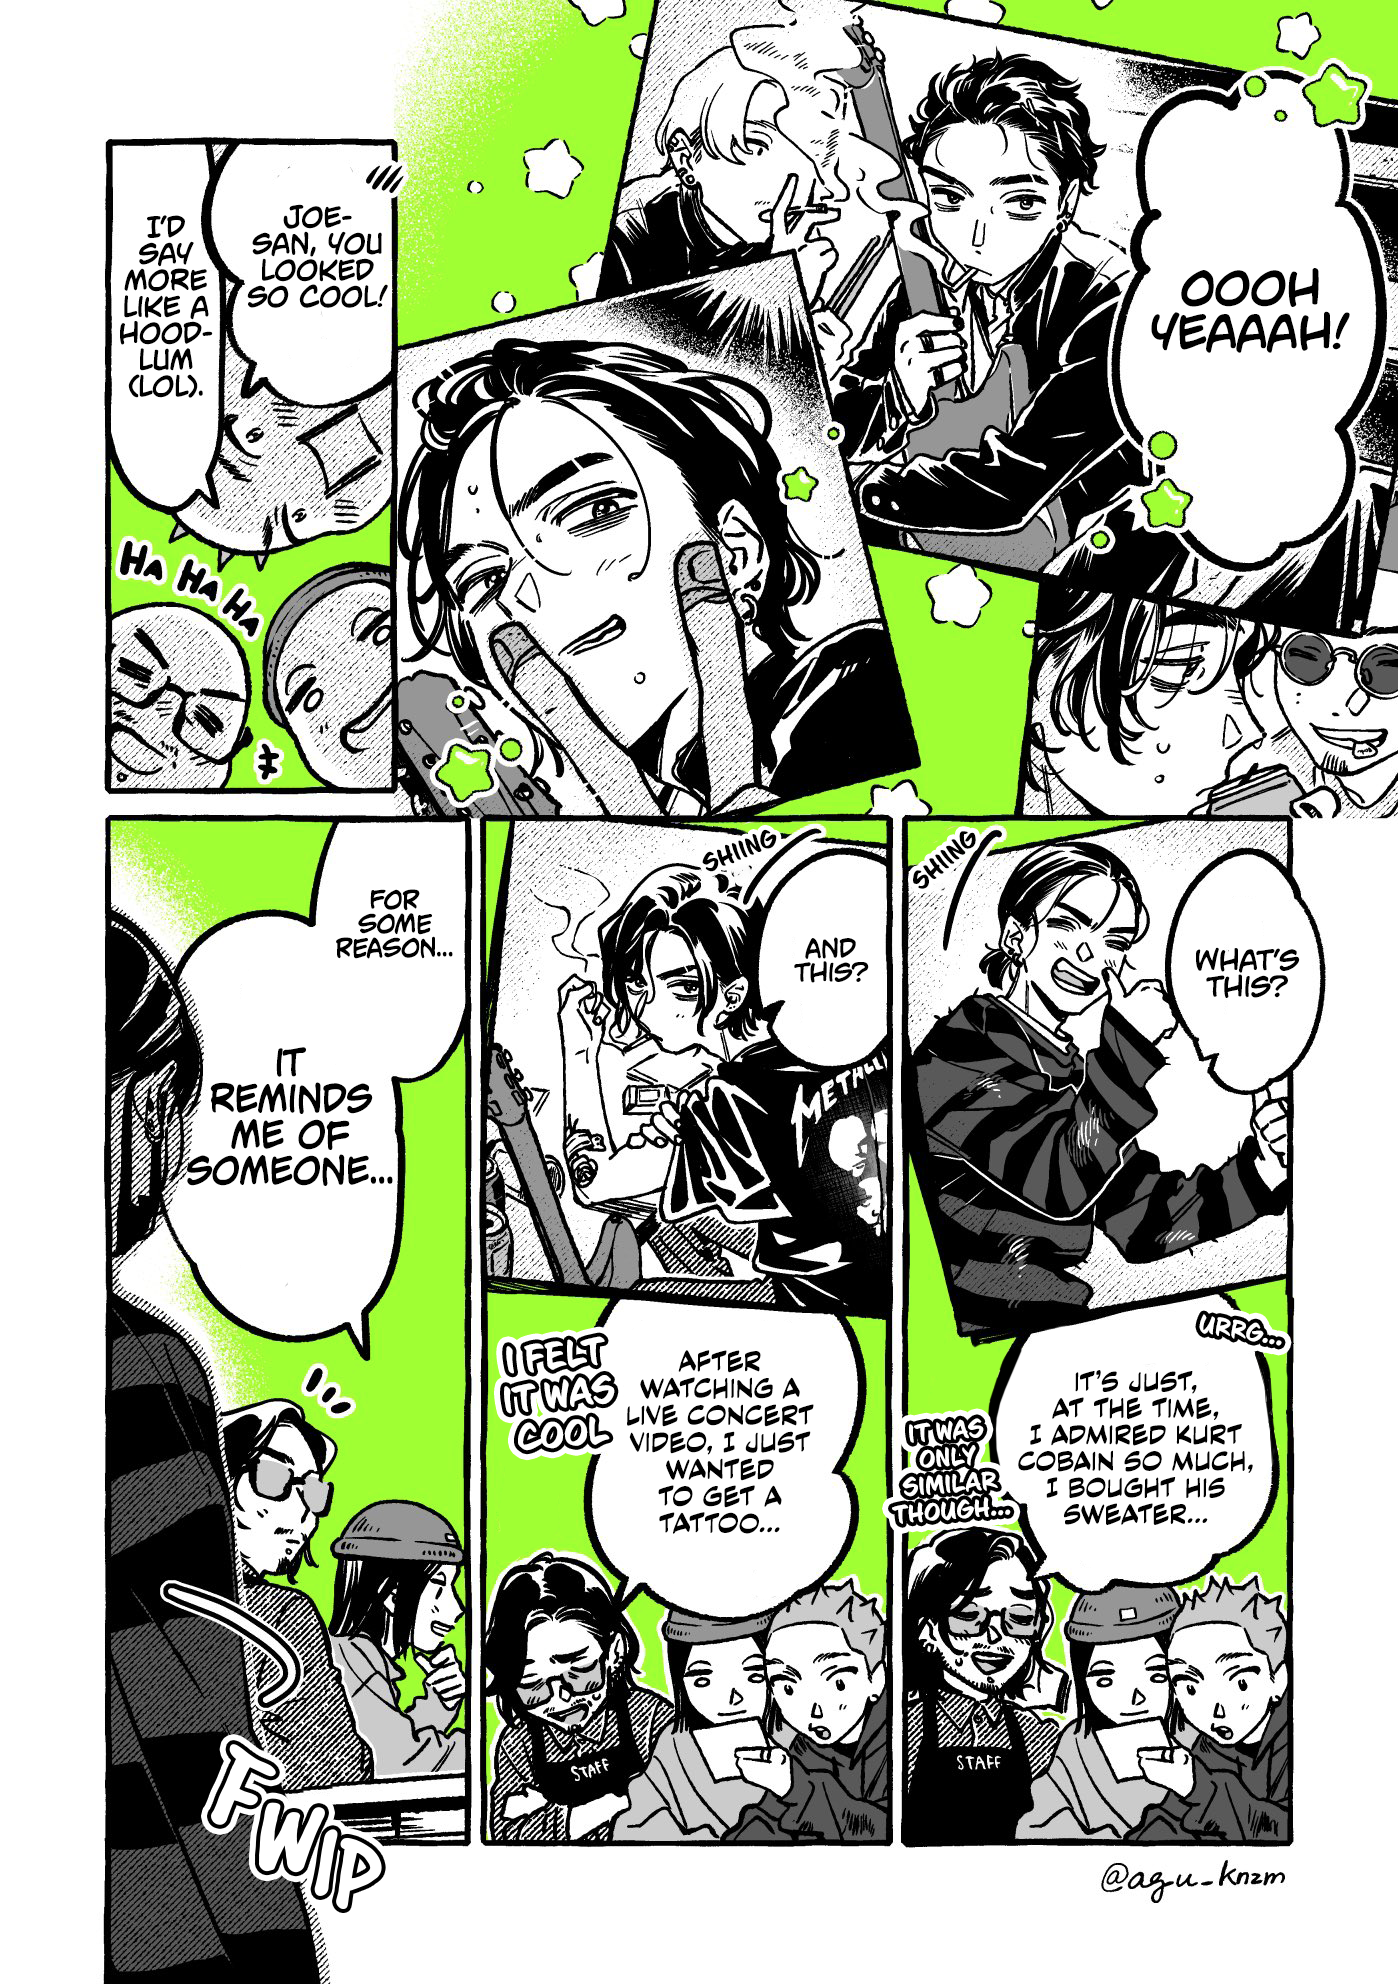 OOOH
YEAAAH!
JOE-
SAN, YOU
LOOKED
SO COOL!
I'D
SAY
MORE
LIKE A
HOOD-
LUM
(LOL).
HA HA HA
SHIING
WHAT'S
THIS?
URRG...
IT'S JUST,
AT THE TIME,
I ADMIRED KURT
COBAIN SO MUCH,
I BOUGHT HIS
SWEATER...
IT WAS
ONLY
SIMILAR
THOUGH...
STAFF
SHIING
AND
THIS?
AFTER
WATCHING A
LIVE CONCERT
VIDEO, I JUST
WANTED
TO GET A
TATTOO...
I FELT
IT WAS
COOL
STAFF
FOR
SOME
REASON...
IT
REMINDS
ME OF
SOMEONE...
FWIP
@agu_knzm